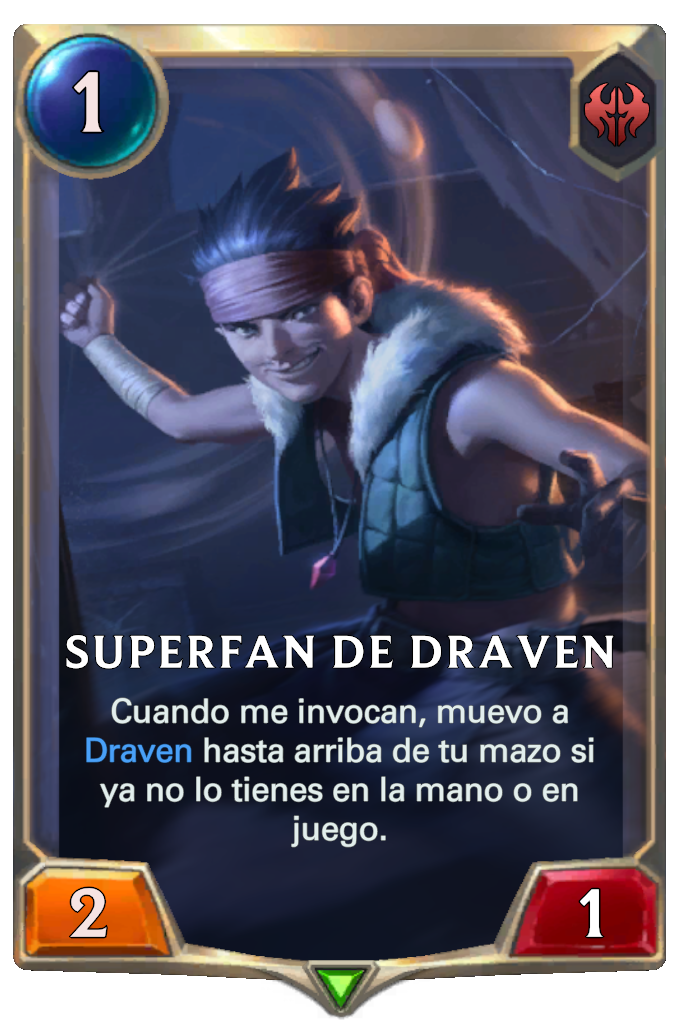 1
SUPERFAN DE DRAVEN
Cuando me invocan, muevo a
Draven hasta arriba de tu mazo si
ya no lo tienes en la mano o en
juego.
2
1